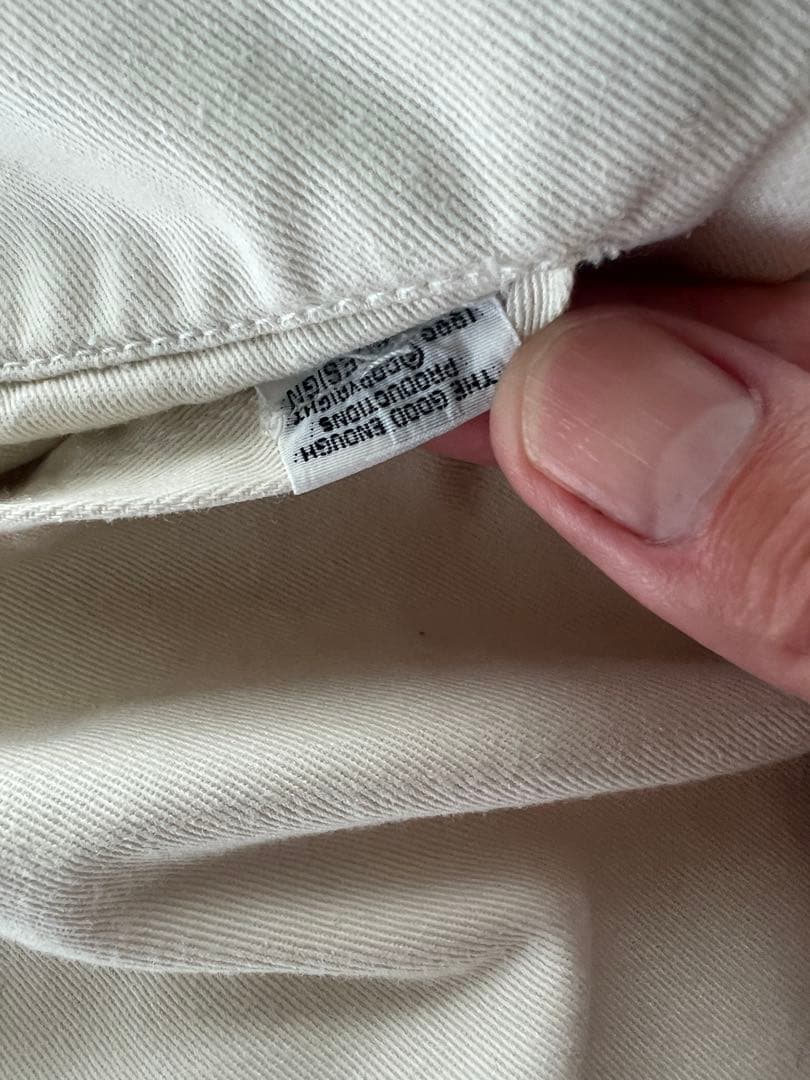 "THE GOOD ENOUGH"
PRODUCTIONS
©COPYRIGHT
DESIGN